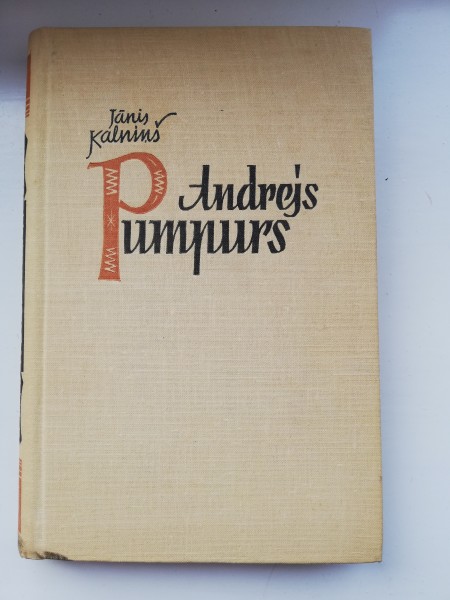 Jānis
Kalniņš
Andrejs
Pumpurs